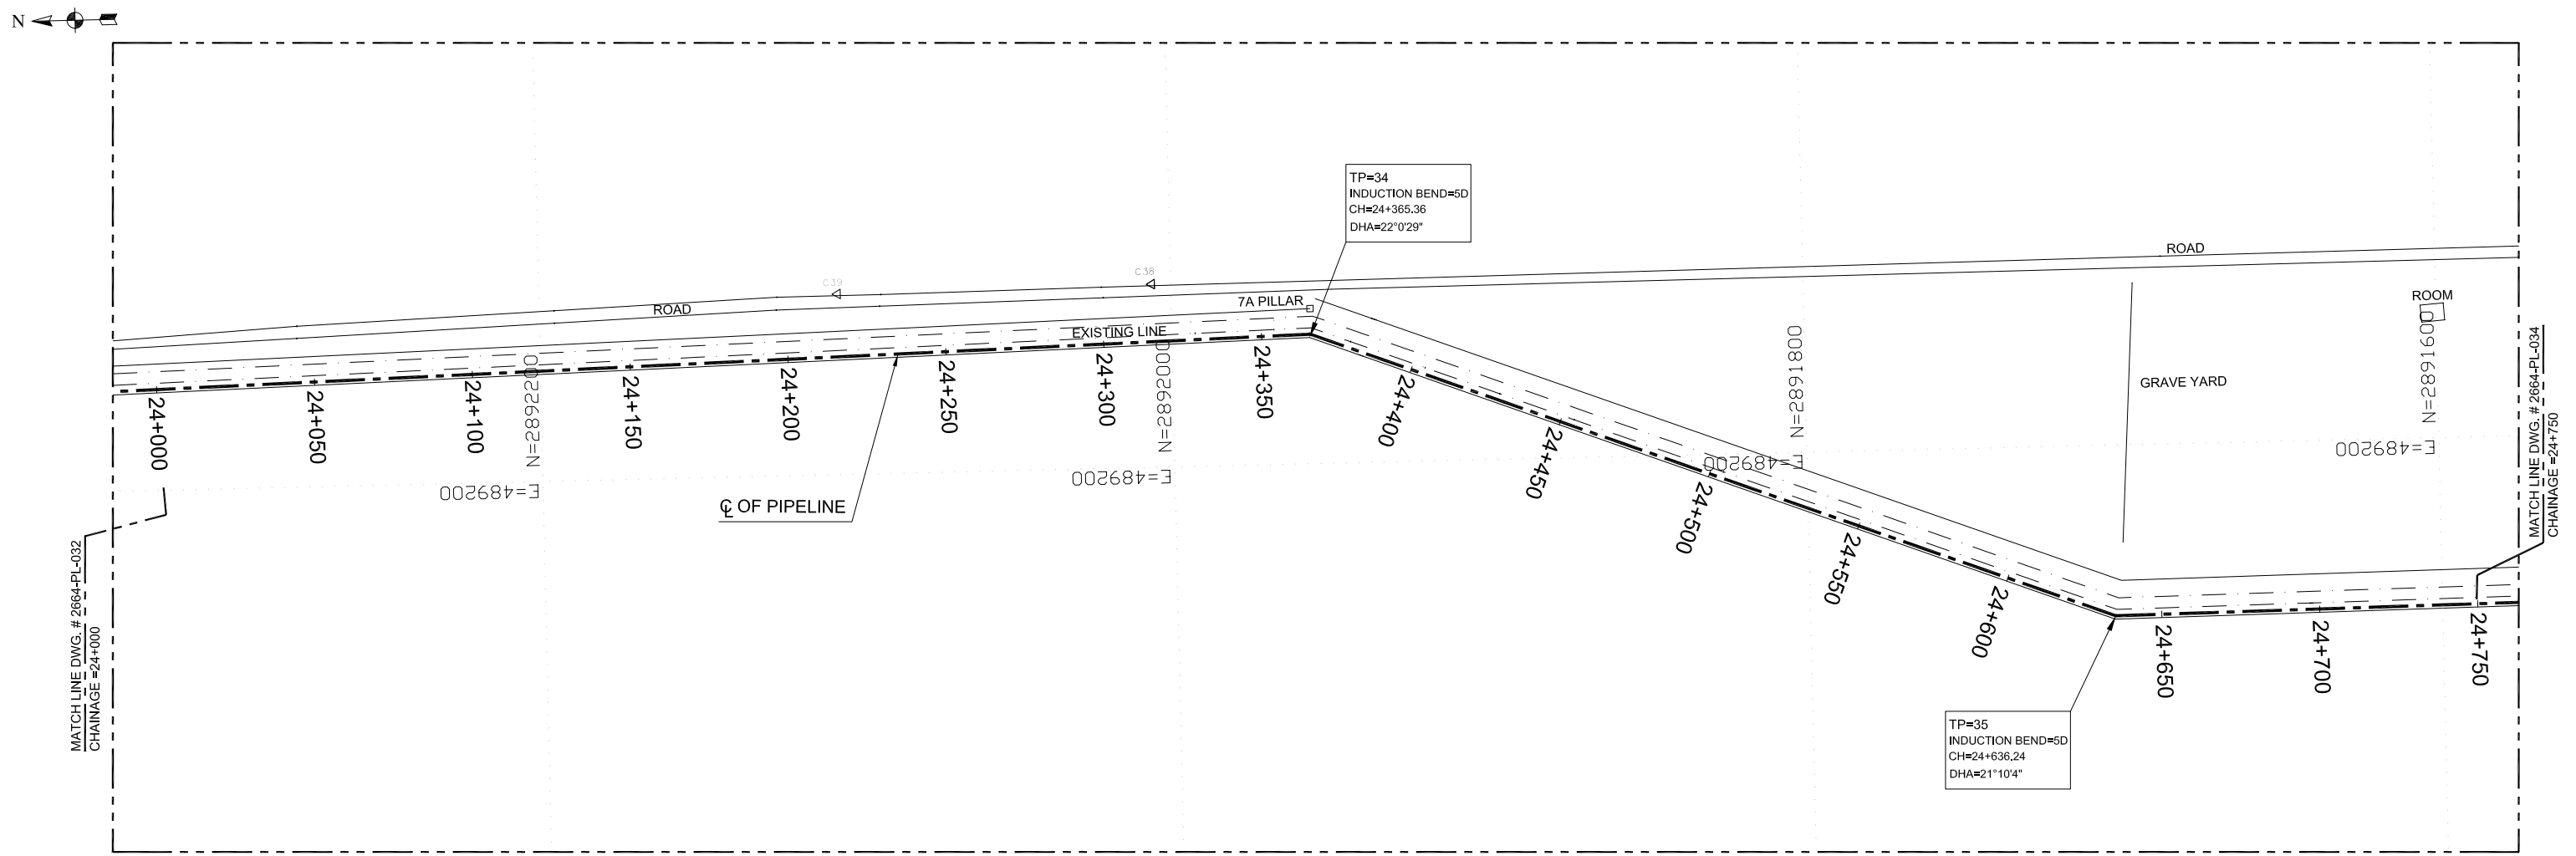 N
TP=34
INDUCTION BEND=5D
CH=24+365.36
DHA=22°0'29"
ROAD
C38
C39
ROOM
7A PILLAR
ROAD
EXISTING LINE
GRAVE YARD
24+000
24+050
24+100
24+150
24+200
24+250
24+300
24+350
24+400
24+450
24+500
24+550
24+600
24+650
24+700
24+750
N=2892200
N=2892000
N=2891800
N=2891600
E=489200
E=489200
E=489200
E=489200
℄ OF PIPELINE
MATCH LINE DWG. # 2664-PL-032
CHAINAGE =24+000
MATCH LINE DWG. # 2664-PL-034
CHAINAGE =24+750
TP=35
INDUCTION BEND=5D
CH=24+636.24
DHA=21°10'4"